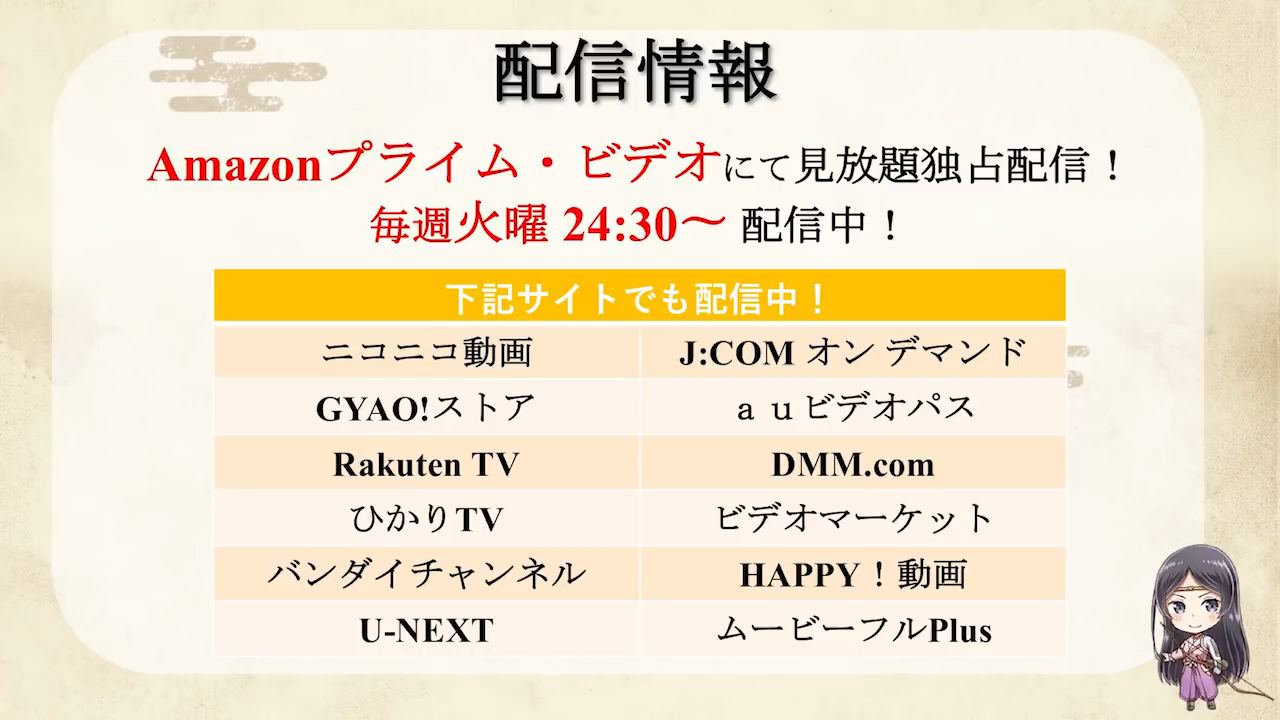 配信情報
Amazonプライム・ビデオにて見放題独占配信！
毎週火曜 24:30～ 配信中！
下記サイトでも配信中！
ニコニコ動画
J:COM オン デマンド
GYAO!ストア
ａｕビデオパス
Rakuten TV
DMM.com
ひかりTV
ビデオマーケット
バンダイチャンネル
HAPPY！動画
U-NEXT
ムービーフルPlus